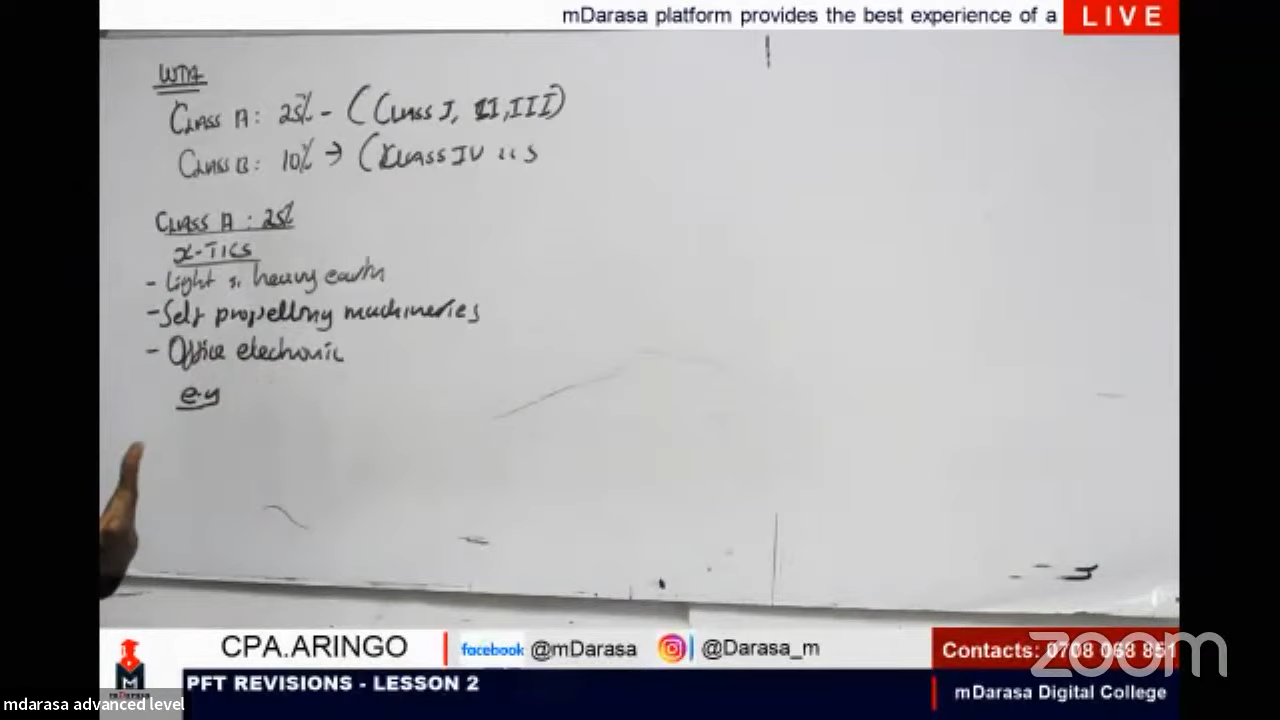 mDarasa platform provides the best experience of a
LIVE
WTA
CLASS A: 25% - (CLASS I, II, III)
CLASS B: 10% → (CLASS IV
CLASS A: 25%
X-TICS
- Light & heavy earth
- Self propelling machineries
- Office electronic
e.g
CPA.ARINGO
facebook @mDarasa
@Darasa_m
Contacts: 0708 068 851
zoom
PFT REVISIONS - LESSON 2
mDarasa Digital College
mdarasa advanced level